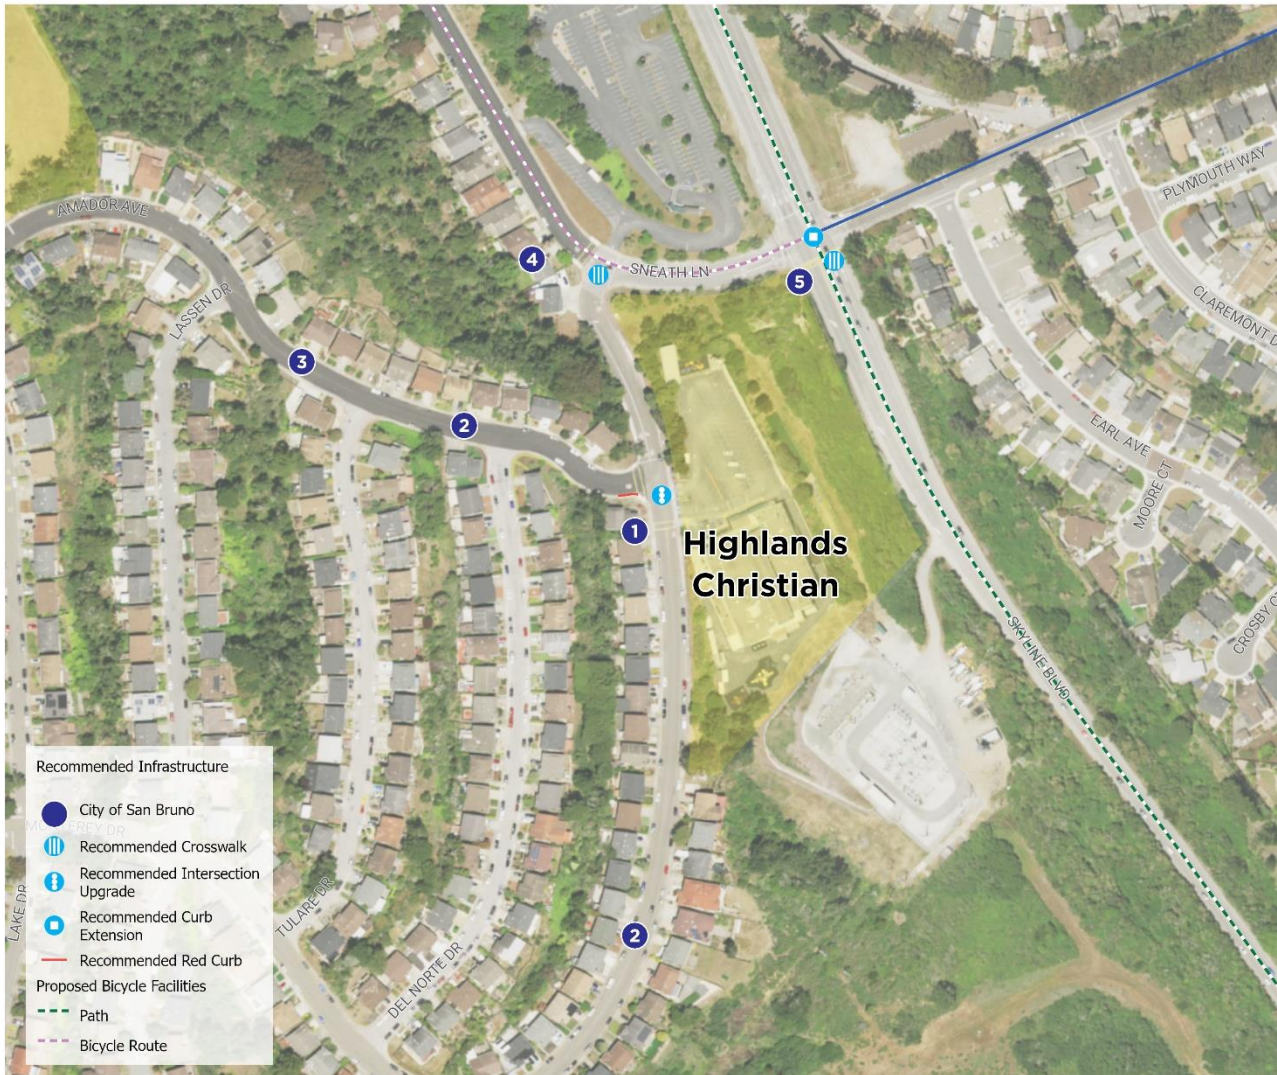 PLYMOUTH WAY
AMADOR AVE
4
SNEATH LN
5
LASSEN DR
CLAREMONT D
3
2
EARL AVE
MOORE CT
1
Highlands
Christian
CROSBY C
SKYLINE BLVD
Recommended Infrastructure
City of San Bruno
MONTEREY DR
Recommended Crosswalk
Recommended Intersection
Upgrade
Recommended Curb
Extension
Recommended Red Curb
Proposed Bicycle Facilities
Path
Bicycle Route
LAKE DR
TULARE DR
DEL NORTE DR
2